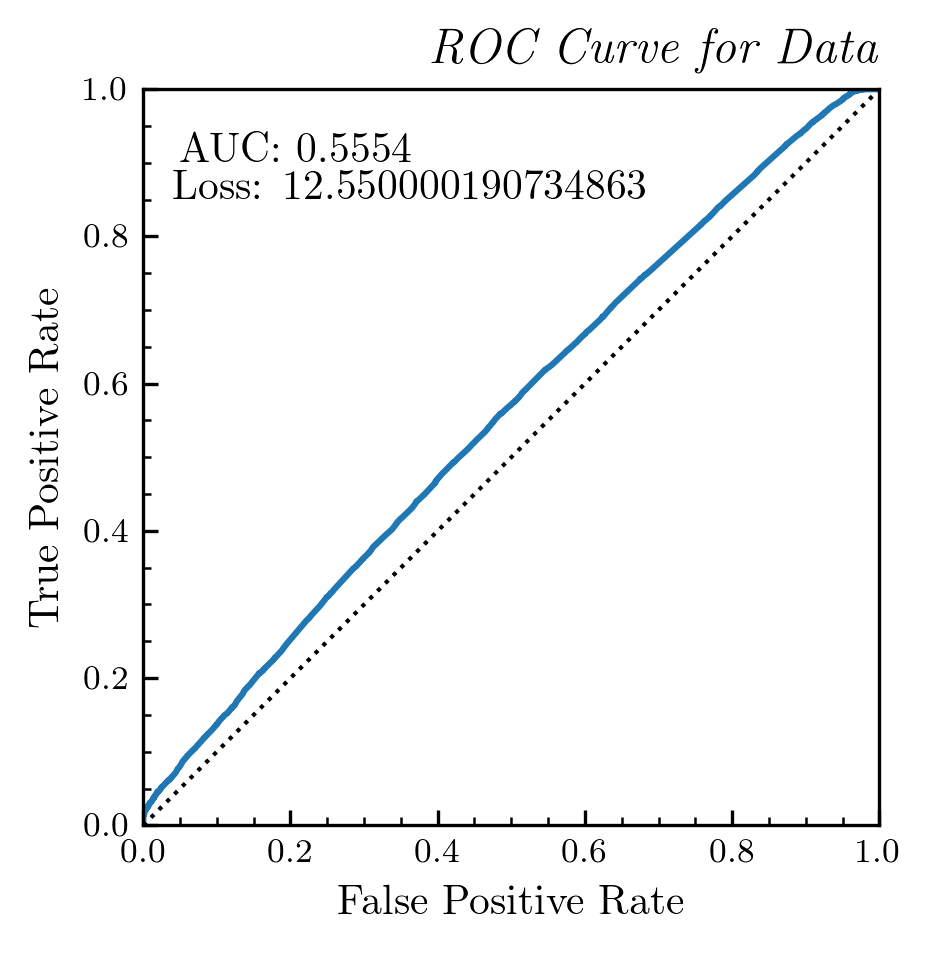 ROC Curve for Data
1.0
AUC: 0.5554
Loss: 12.550000190734863
0.8
0.6
0.4
0.2
0.0
True Positive Rate
0.0 0.2 0.4 0.6 0.8 1.0
False Positive Rate